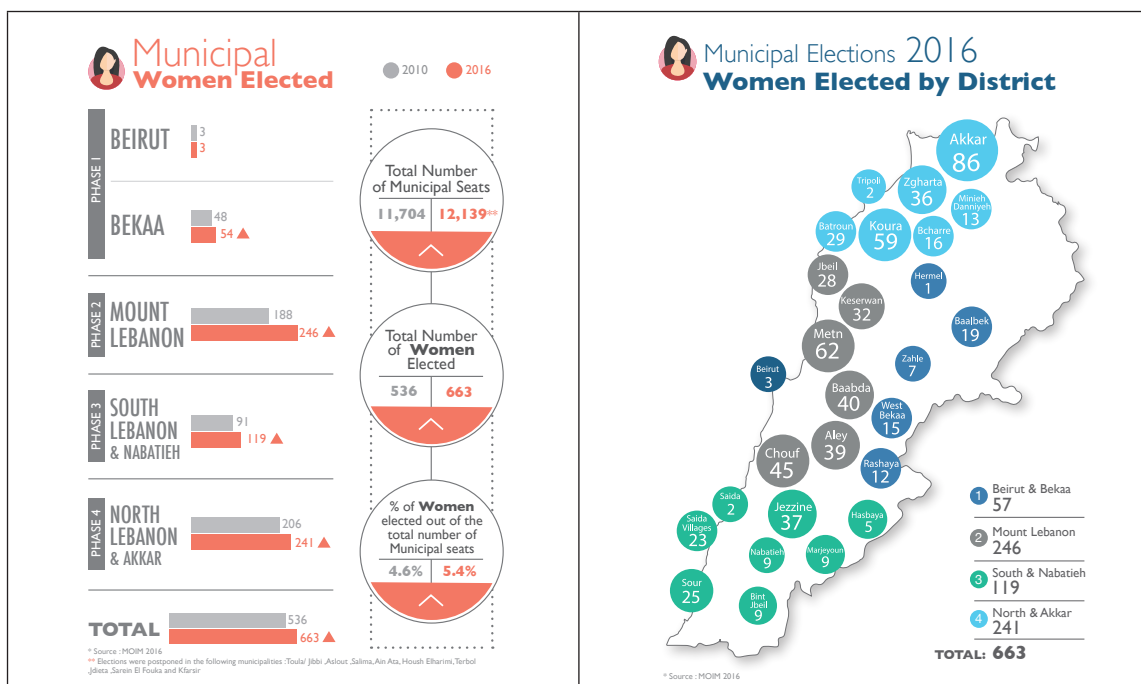 Municipal
Women Elected
2010
2016
PHASE 1
BEIRUT
3
3
BEKAA
48
54
PHASE 2
MOUNT
LEBANON
188
246
PHASE 3
SOUTH
LEBANON
& NABATIEH
91
119
PHASE 4
NORTH
LEBANON
& AKKAR
206
241
TOTAL
536
663
* Source : MOIM 2016
** Elections were postponed in the following municipalities :Toula/ Jibbi ,Aslout ,Salima,Ain Ata, Housh Elharimi,Terbol
,Jdieta ,Sarein El Fouka and Kfarsir
Total Number
of Municipal Seats
11,704
12,139**
Total Number
of Women
Elected
536
663
% of Women
elected out of the
total number of
Municipal seats
4.6%
5.4%
Municipal Elections 2016
Women Elected by District
Akkar
86
Tripoli
2
Zgharta
36
Minieh
Danniyeh
13
Batroun
29
Koura
59
Bcharre
16
Jbeil
28
Hermel
1
Keserwan
32
Baalbek
19
Metn
62
Zahle
7
Beirut
3
Baabda
40
West
Bekaa
15
Aley
39
Chouf
45
Rashaya
12
Saida
2
Jezzine
37
Hasbaya
5
Saida
Villages
23
Nabatieh
9
Marjeyoun
9
Sour
25
Bint
Jbeil
9
1 Beirut & Bekaa
57
2 Mount Lebanon
246
3 South & Nabatieh
119
4 North & Akkar
241
TOTAL: 663
* Source : MOIM 2016